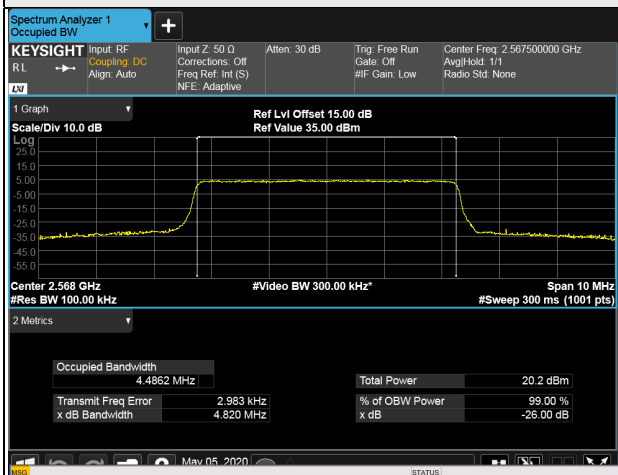 Spectrum Analyzer 1
Occupied BW
+
KEYSIGHT
RL
LXI
Input: RF
Coupling: DC
Align: Auto
Input Z: 50 Ω
Corrections: Off
Freq Ref: Int (S)
NFE: Adaptive
Atten: 30 dB
Trig: Free Run
Gate: Off
#IF Gain: Low
Center Freq: 2.567500000 GHz
Avg|Hold: 1/1
Radio Std: None
1 Graph
Scale/Div 10.0 dB
Ref Lvl Offset 15.00 dB
Ref Value 35.00 dBm
Log
25.0
15.0
5.00
-5.00
-15.0
-25.0
-35.0
-45.0
-55.0
Center 2.568 GHz
#Res BW 100.00 kHz
#Video BW 300.00 kHz*
Span 10 MHz
#Sweep 300 ms (1001 pts)
2 Metrics
Occupied Bandwidth
4.4862 MHz
Total Power 20.2 dBm
Transmit Freq Error 2.983 kHz
% of OBW Power 99.00 %
x dB Bandwidth 4.820 MHz
x dB -26.00 dB
May 05, 2020
MSG
STATUS